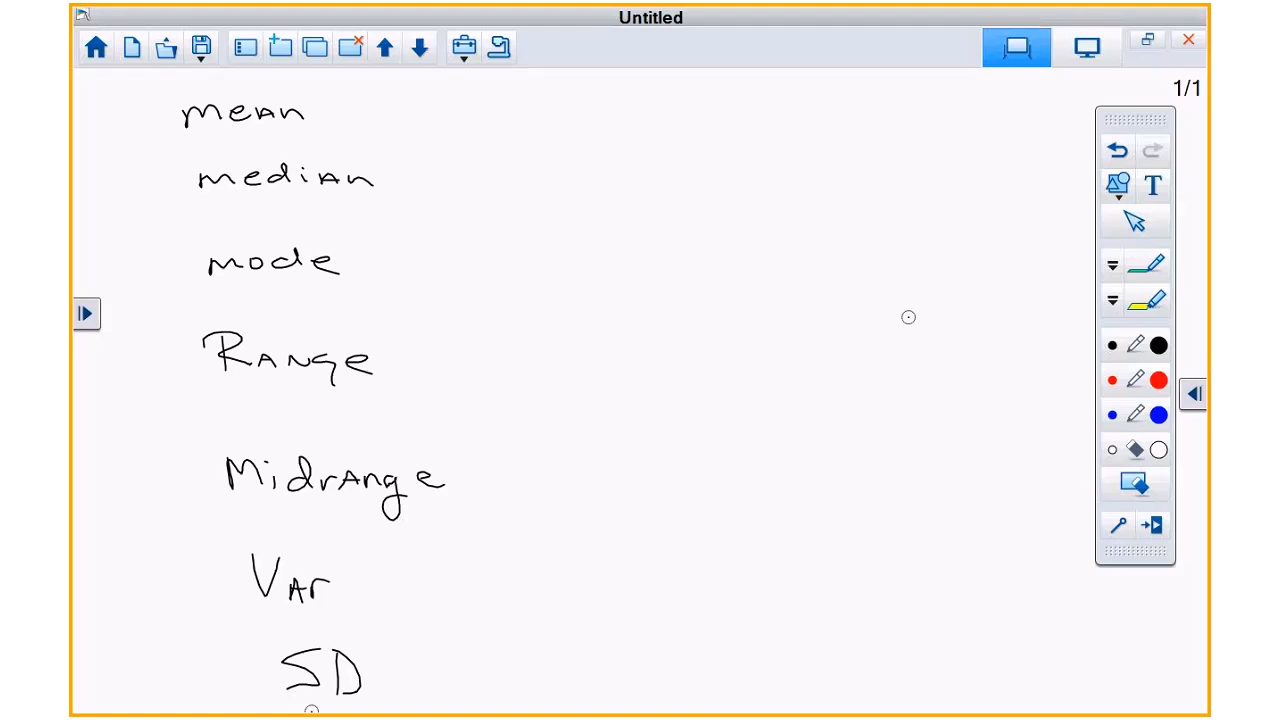 Untitled
1/1
mean
median
mode
Range
Midrange
Var
SD
T